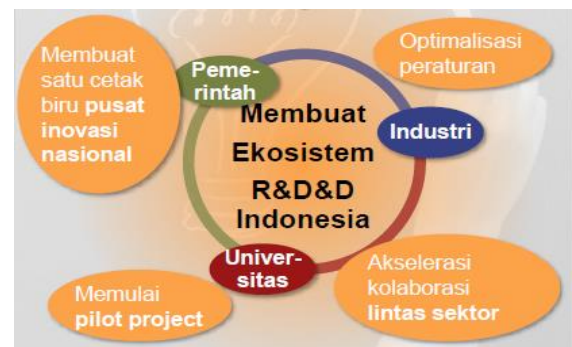 Membuat
satu cetak
biru pusat
inovasi
nasional
Peme-
rintah
Optimalisasi
peraturan
Industri
Membuat
Ekosistem
R&D&D
Indonesia
Univer-
sitas
Memulai
pilot project
Akselerasi
kolaborasi
lintas sektor